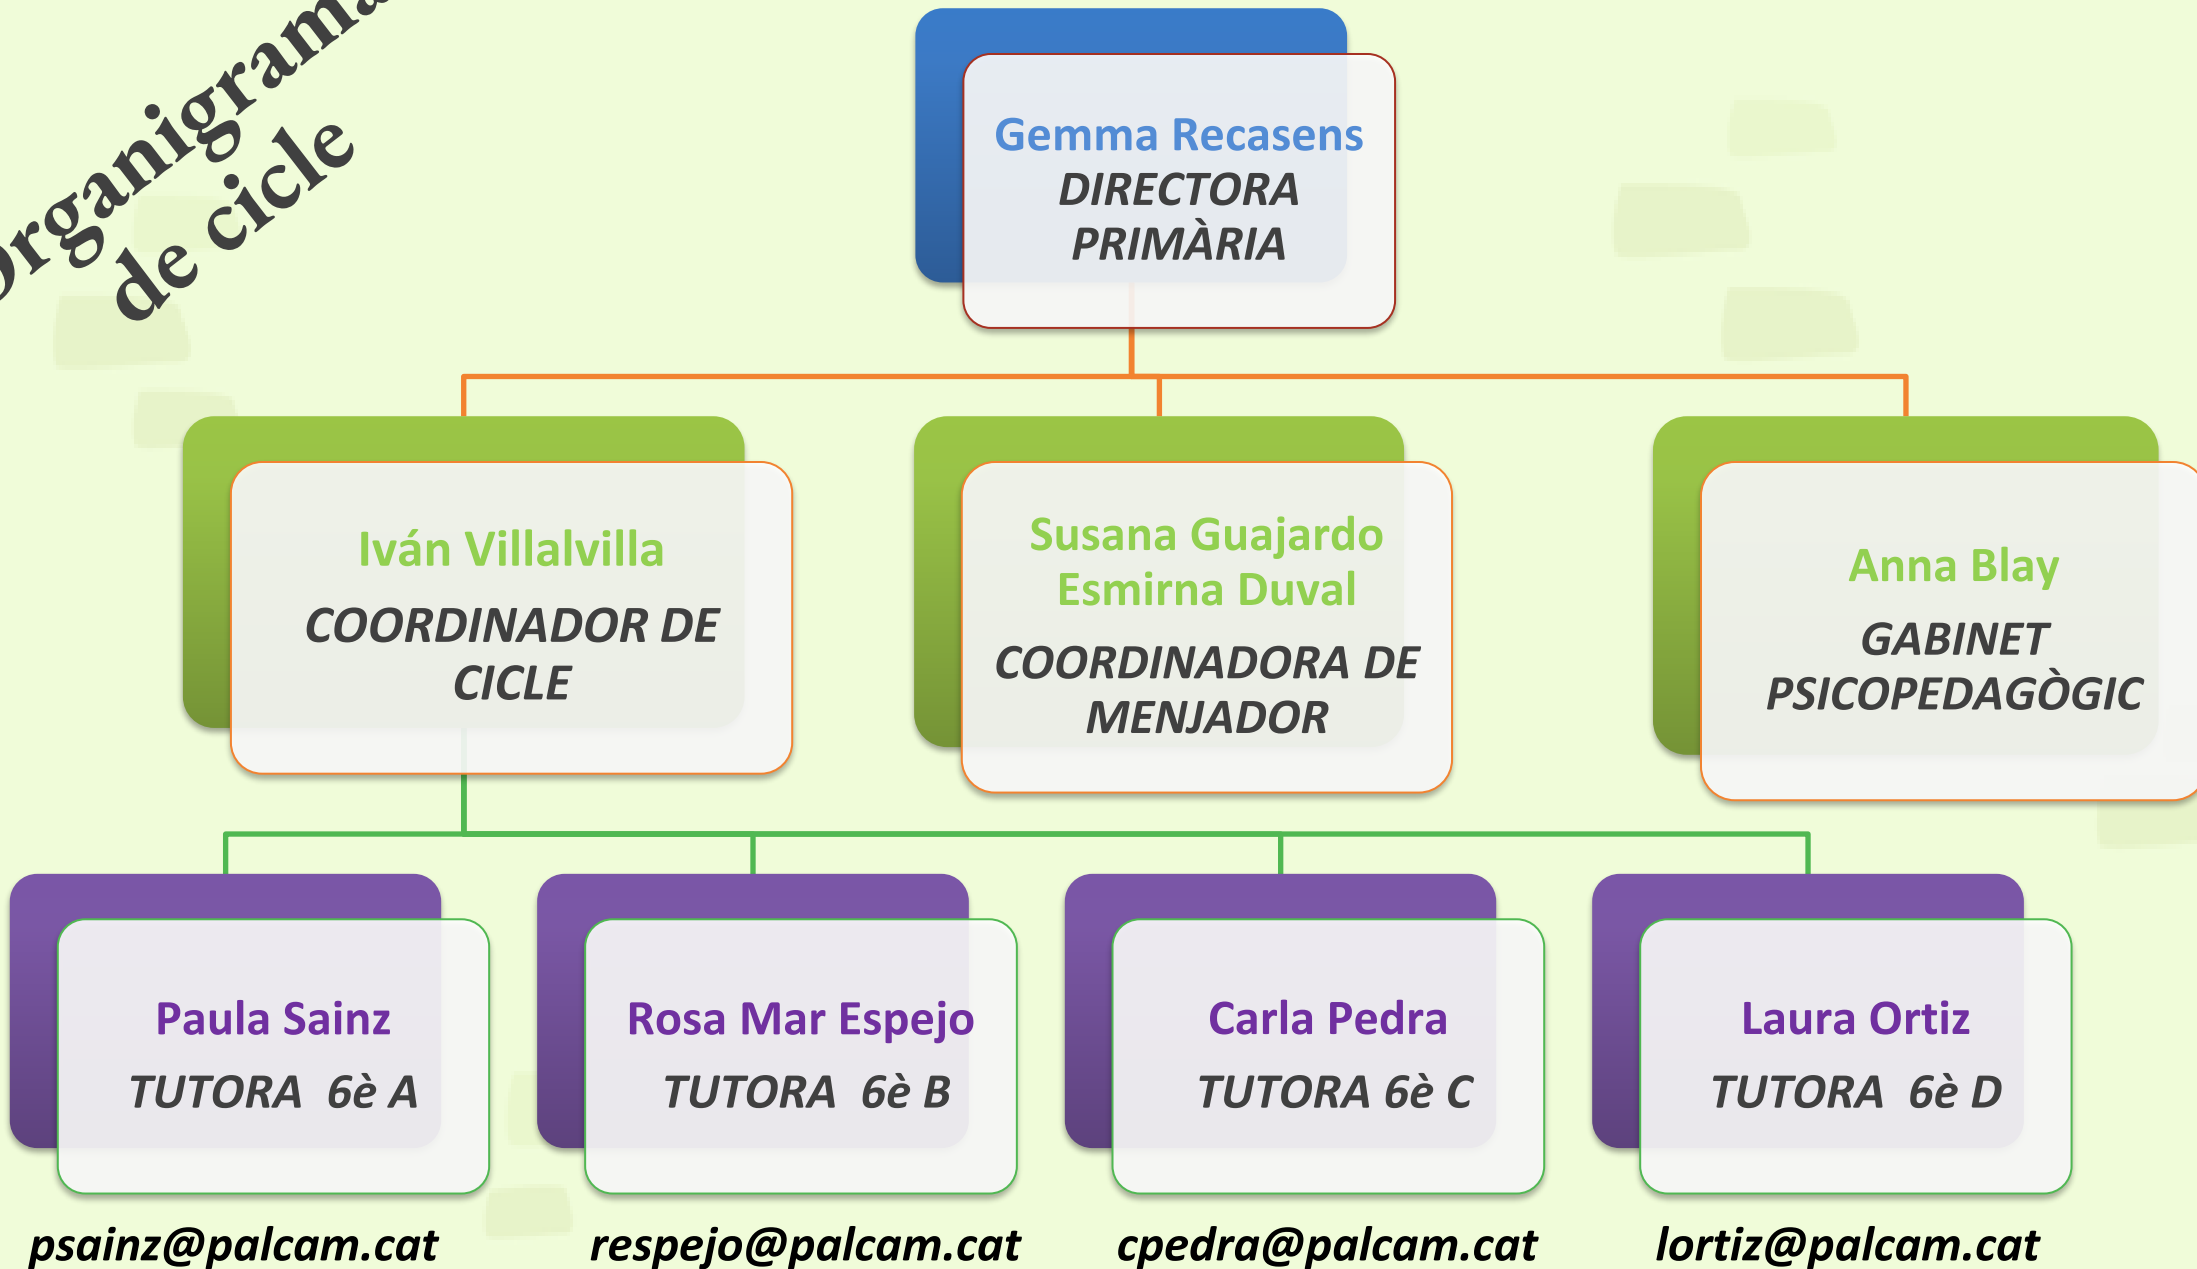 Organigrama
de cicle
Gemma Recasens
DIRECTORA
PRIMÀRIA
Iván Villalvilla
COORDINADOR DE
CICLE
Susana Guajardo
Esmirna Duval
COORDINADORA DE
MENJADOR
Anna Blay
GABINET
PSICOPEDAGÒGIC
Paula Sainz
TUTORA 6è A
Rosa Mar Espejo
TUTORA 6è B
Carla Pedra
TUTORA 6è C
Laura Ortiz
TUTORA 6è D
psainz@palcam.cat
respejo@palcam.cat
cpedra@palcam.cat
lortiz@palcam.cat